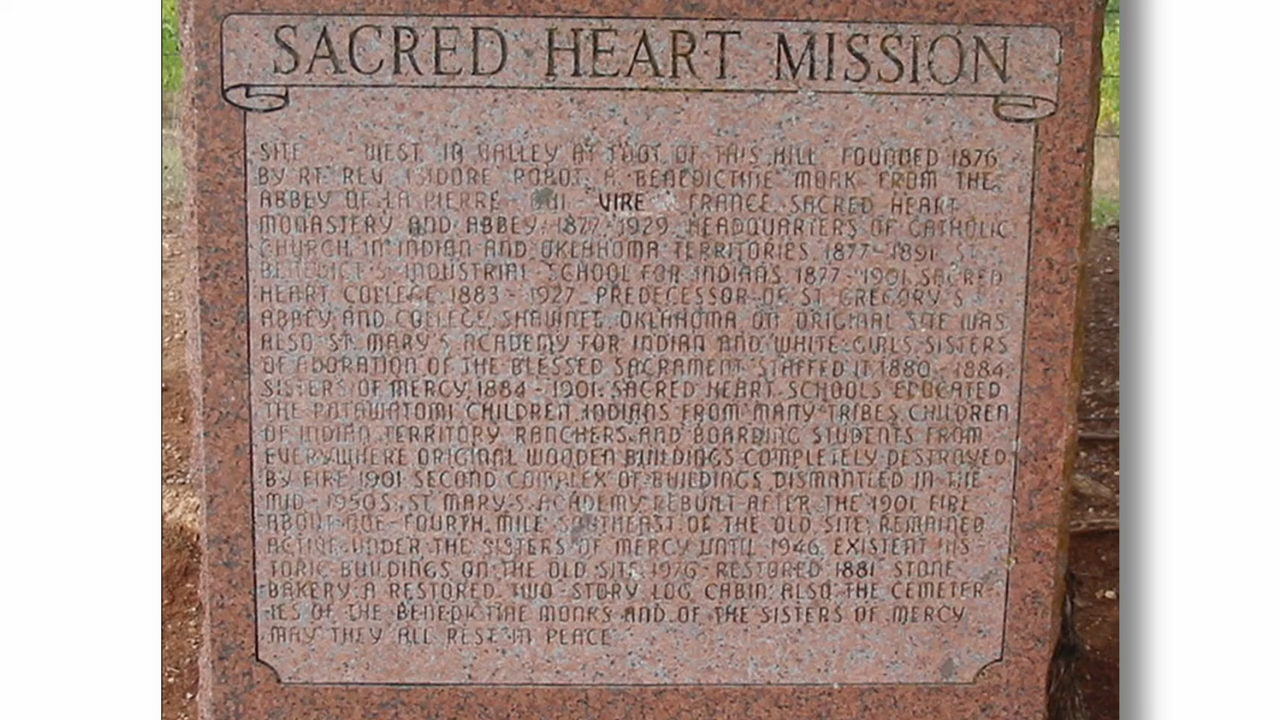 SACRED HEART MISSION
SITE - WEST IN VALLEY AT FOOT OF THIS HILL FOUNDED 1876
BY RT. REV. ISIDORE ROBOT, A BENEDICTINE MONK FROM THE
ABBEY OF LA PIERRE - QUI - VIRE FRANCE. SACRED HEART
MONASTERY AND ABBEY, 1877-1929. HEADQUARTERS OF CATHOLIC
CHURCH IN INDIAN AND OKLAHOMA TERRITORIES 1877-1891 ST.
BENEDICT'S INDUSTRIAL SCHOOL FOR INDIANS 1877-1901. SACRED
HEART COLLEGE 1883 - 1927. PREDECESSOR OF ST. GREGORY'S
ABBEY AND COLLEGE, SHAWNEE, OKLAHOMA. ON ORIGINAL SITE WAS
ALSO ST. MARY'S ACADEMY FOR INDIAN AND WHITE GIRLS. SISTERS
OF ADORATION OF THE BLESSED SACRAMENT STAFFED IT 1880-1884;
SISTERS OF MERCY, 1884 - 1901. SACRED HEART SCHOOLS EDUCATED
THE POTAWATOMI CHILDREN, INDIANS FROM MANY TRIBES, CHILDREN
OF INDIAN TERRITORY RANCHERS, AND BOARDING STUDENTS FROM
EVERYWHERE ORIGINAL WOODEN BUILDINGS COMPLETELY DESTROYED
BY FIRE 1901 SECOND COMPLEX OF BUILDINGS DISMANTLED IN THE
MID - 1950S. ST. MARY'S ACADEMY, REBUILT AFTER THE 1901 FIRE
ABOUT ONE-FOURTH MILE SOUTHEAST OF THE OLD SITE, REMAINED
ACTIVE UNDER THE SISTERS OF MERCY UNTIL 1946. EXISTENT HIS
TORIC BUILDINGS ON THE OLD SITE, 1976 - RESTORED 1881 STONE
BAKERY; A RESTORED TWO-STORY LOG CABIN; ALSO THE CEMETER-
IES OF THE BENEDICTINE MONKS AND OF THE SISTERS OF MERCY.
MAY THEY ALL REST IN PEACE